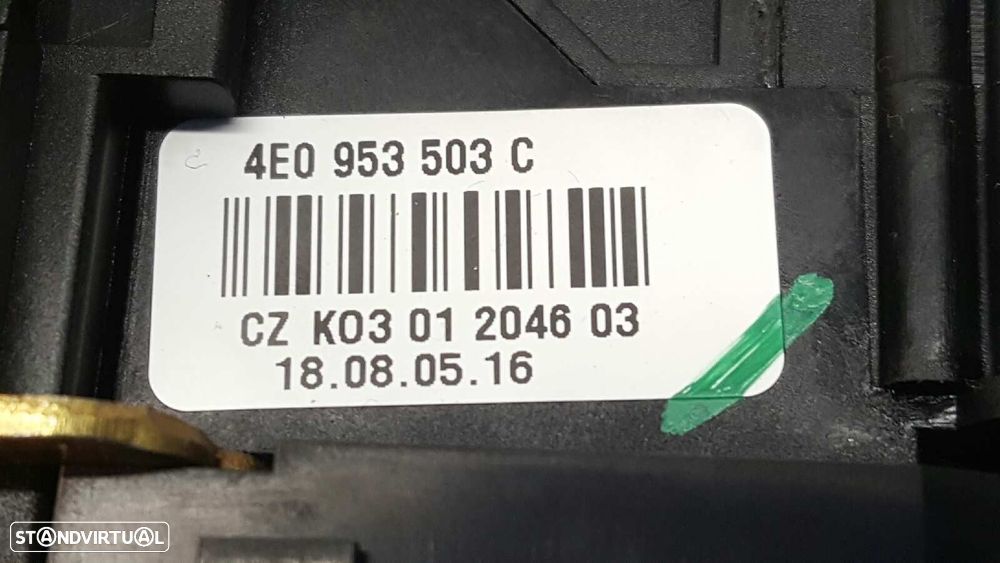 4E0 953 503 C
CZ K03 01 2046 03
18.08.05.16
STANDVIRTUAL